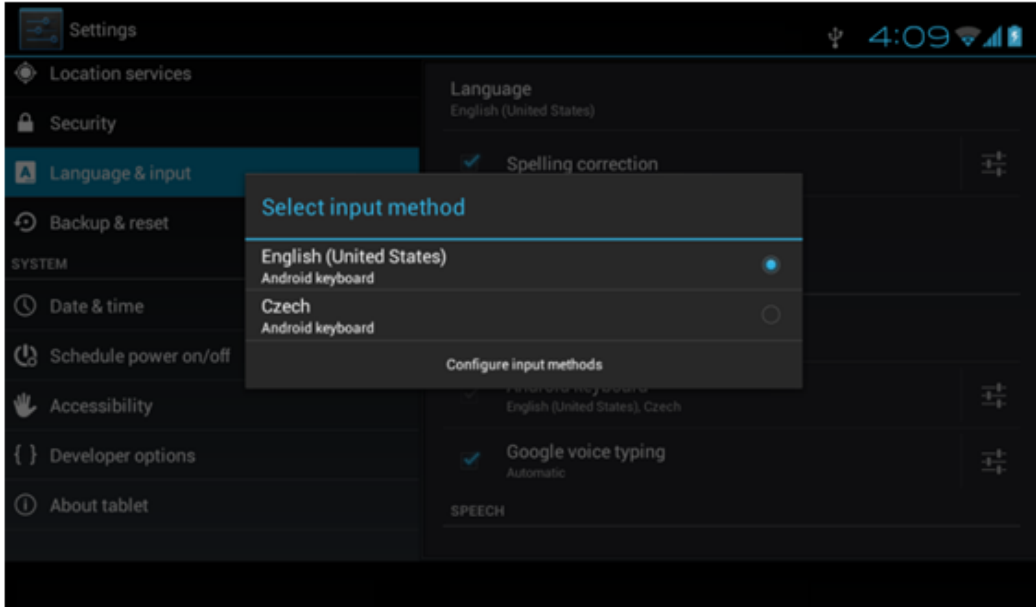 Settings
4:09
Location services
Security
Language & input
Backup & reset
SYSTEM
Date & time
Schedule power on/off
Accessibility
{ } Developer options
About tablet
Language
English (United States)
Spelling correction
Select input method
English (United States)
Android keyboard
Czech
Android keyboard
Configure input methods
Android keyboard
English (United States), Czech
Google voice typing
Automatic
SPEECH